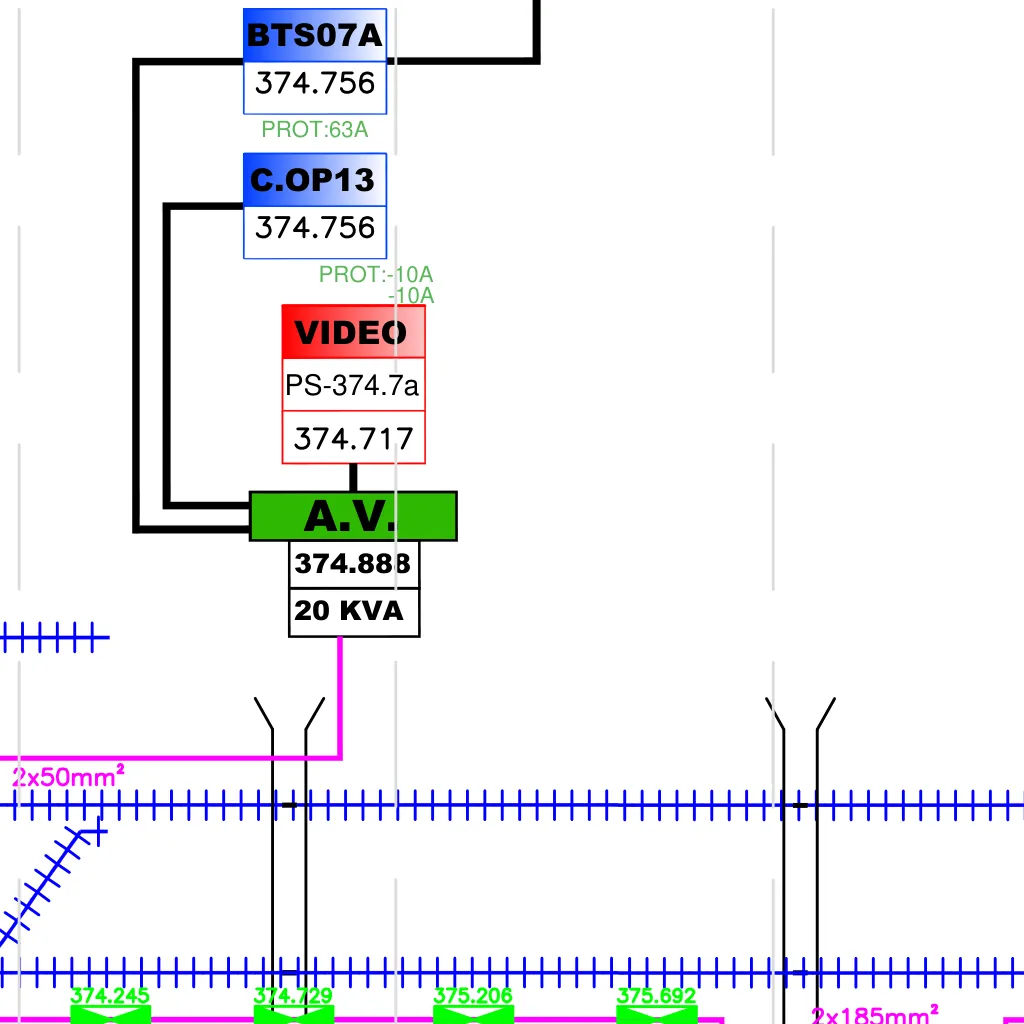 BTS07A
374.756
PROT:63A
C.OP13
374.756
PROT:-10A
-10A
VIDEO
PS-374.7a
374.717
A.V.
374.888
20 KVA
2x50mm²
374.245
374.729
375.206
375.692
2x185mm²